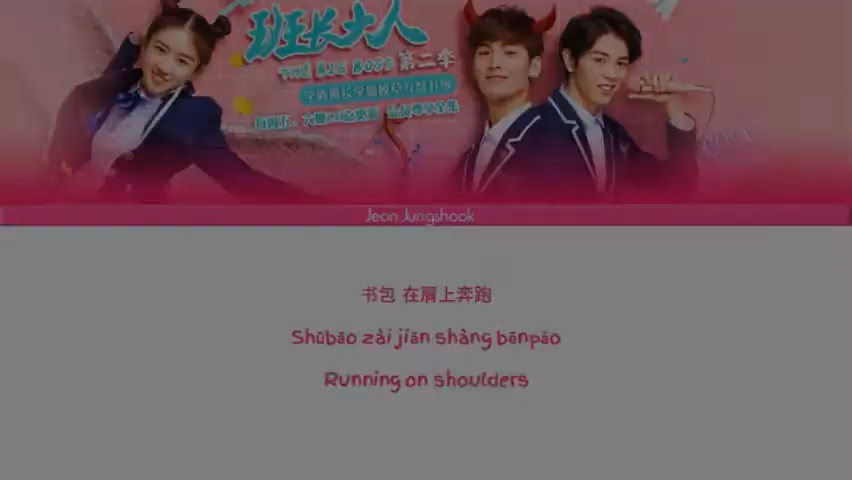 班长大人
THE BIG BOSS 第二季
Jeon Jungshook
书包 在肩上奔跑
Shūbāo zài jiān shàng bēnpǎo
Running on shoulders